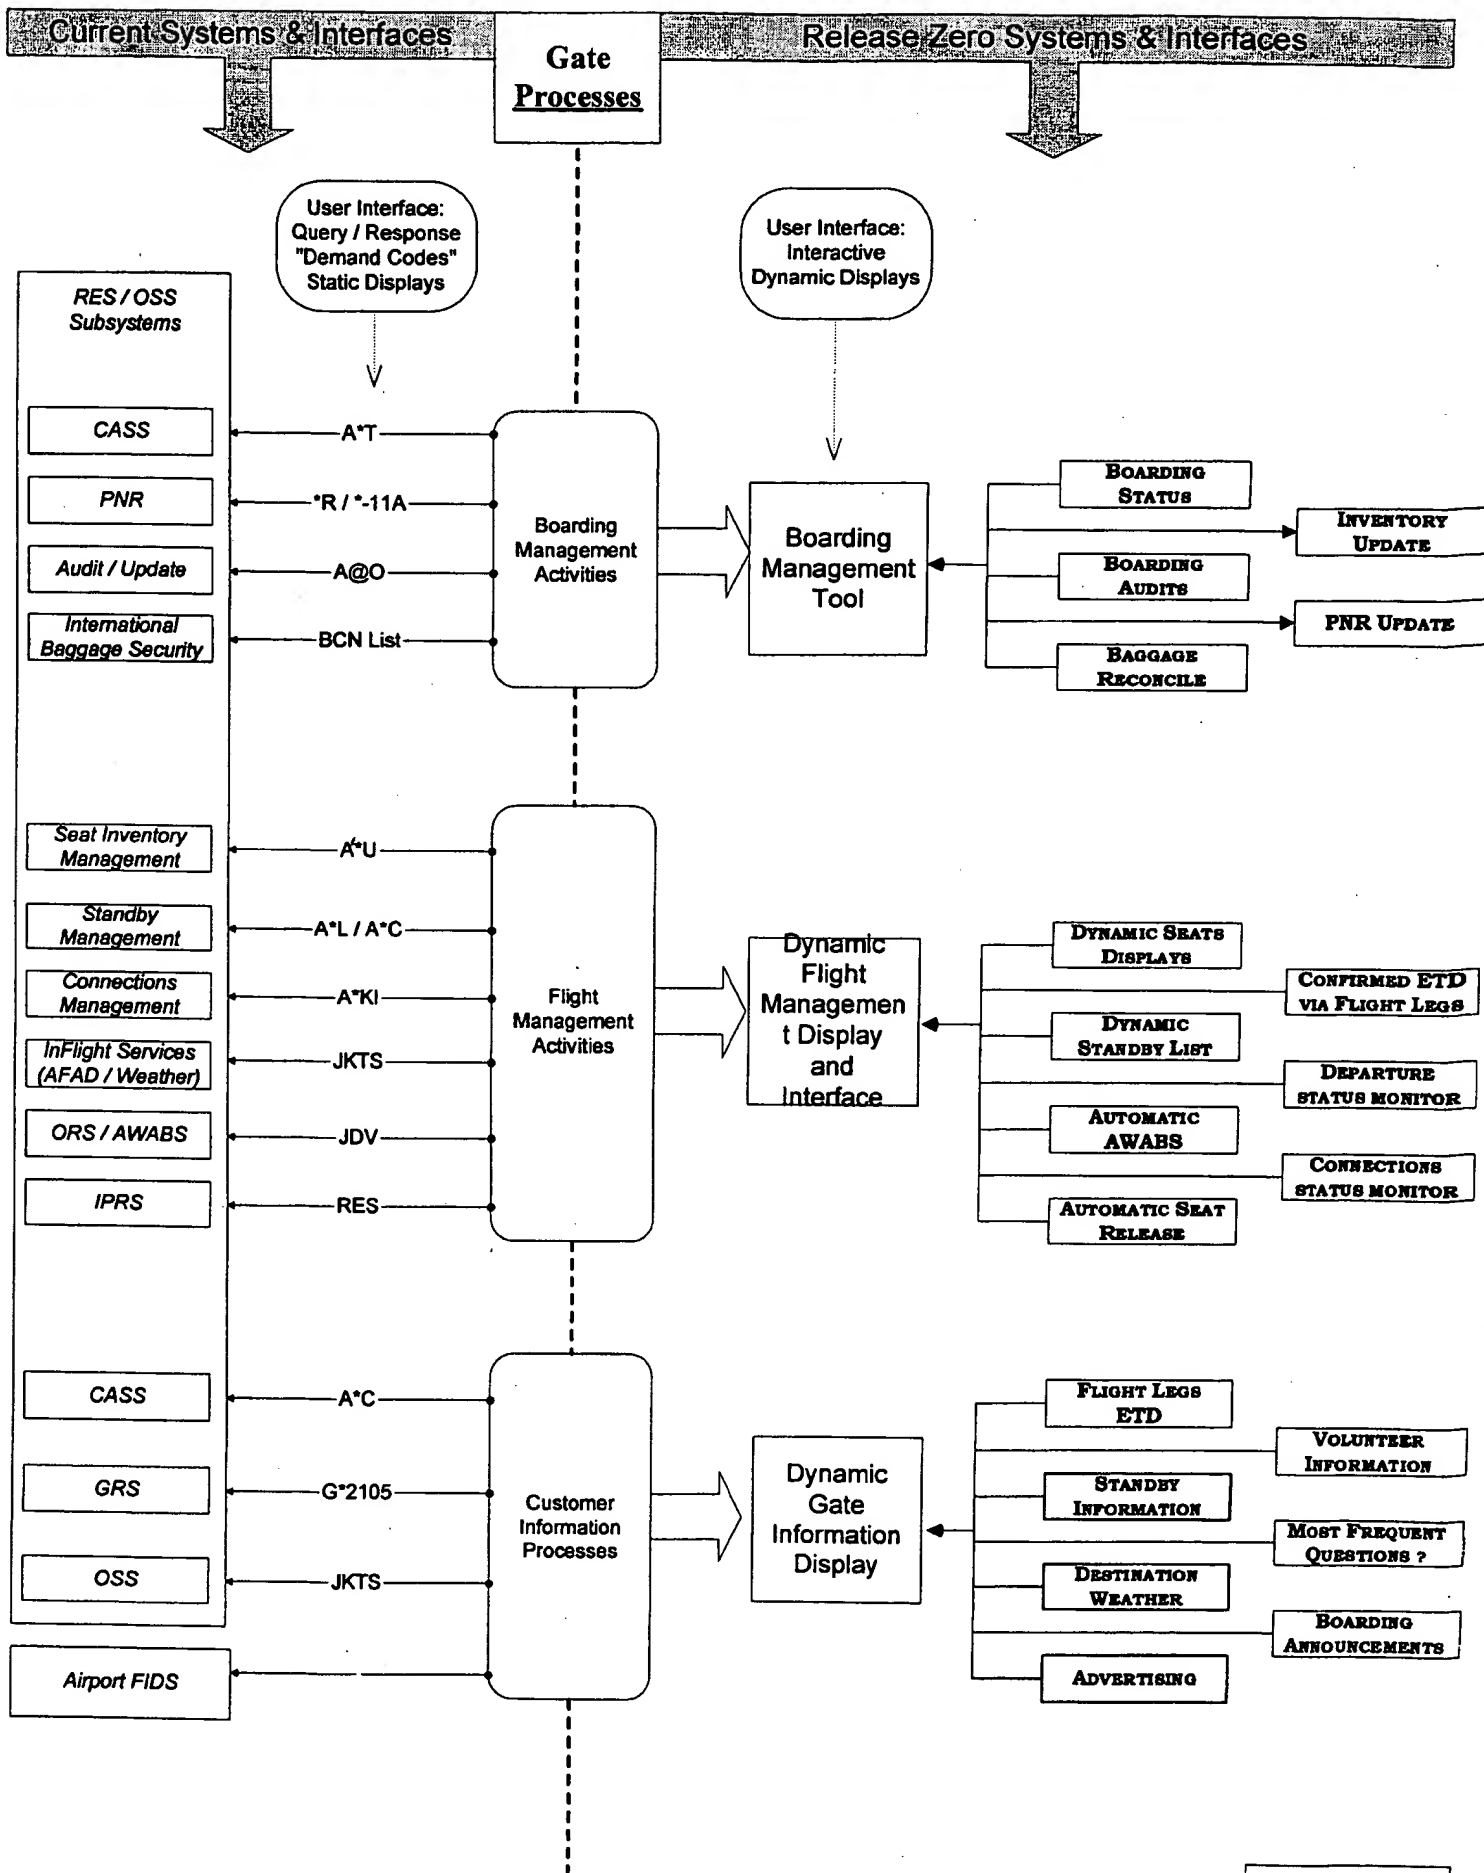 Current Systems & Interfaces
Gate
Processes
Release Zero Systems & Interfaces
User Interface:
Query / Response
"Demand Codes"
Static Displays
User Interface:
Interactive
Dynamic Displays
RES / OSS
Subsystems
CASS
A*T
PNR
*R / *-11A
Audit / Update
A@O
International
Baggage Security
BCN List
Boarding
Management
Activities
Boarding
Management
Tool
BOARDING
STATUS
INVENTORY
UPDATE
BOARDING
AUDITS
PNR UPDATE
BAGGAGE
RECONCILE
Seat Inventory
Management
A*U
Standby
Management
A*L / A*C
Connections
Management
A*KI
InFlight Services
(AFAD / Weather)
JKTS
ORS / AWABS
JDV
IPRS
RES
Flight
Management
Activities
Dynamic
Flight
Managemen
t Display
and
Interface
DYNAMIC SEATS
DISPLAYS
CONFIRMED ETD
VIA FLIGHT LEGS
DYNAMIC
STANDBY LIST
DEPARTURE
STATUS MONITOR
AUTOMATIC
AWABS
CONNECTIONS
STATUS MONITOR
AUTOMATIC SEAT
RELEASE
CASS
A*C
GRS
G*2105
OSS
JKTS
Airport FIDS
Customer
Information
Processes
Dynamic
Gate
Information
Display
FLIGHT LEGS
ETD
VOLUNTEER
INFORMATION
STANDBY
INFORMATION
MOST FREQUENT
QUESTIONS ?
DESTINATION
WEATHER
BOARDING
ANNOUNCEMENTS
ADVERTISING